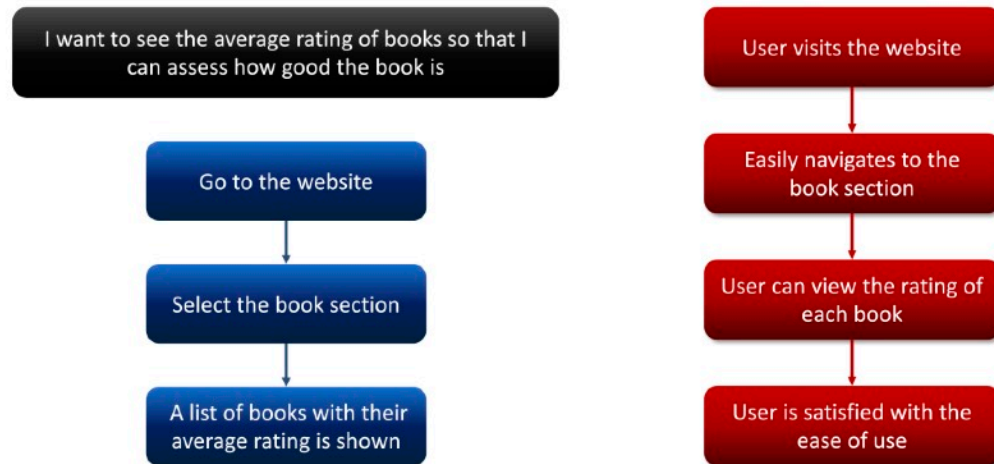 I want to see the average rating of books so that I
can assess how good the book is
Go to the website
Select the book section
A list of books with their
average rating is shown
User visits the website
Easily navigates to the
book section
User can view the rating of
each book
User is satisfied with the
ease of use